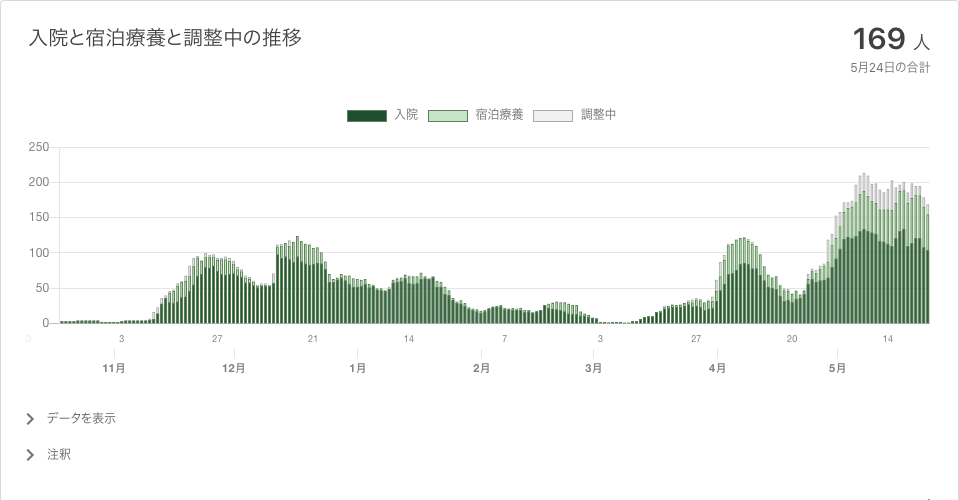 入院と宿泊療養と調整中の推移
169 人
5月24日の合計
入院 宿泊療養 調整中
250
200
150
100
50
0
3 27 21 14 7 3 27 20 14
11月 12月 1月 2月 3月 4月 5月
データを表示
注釈